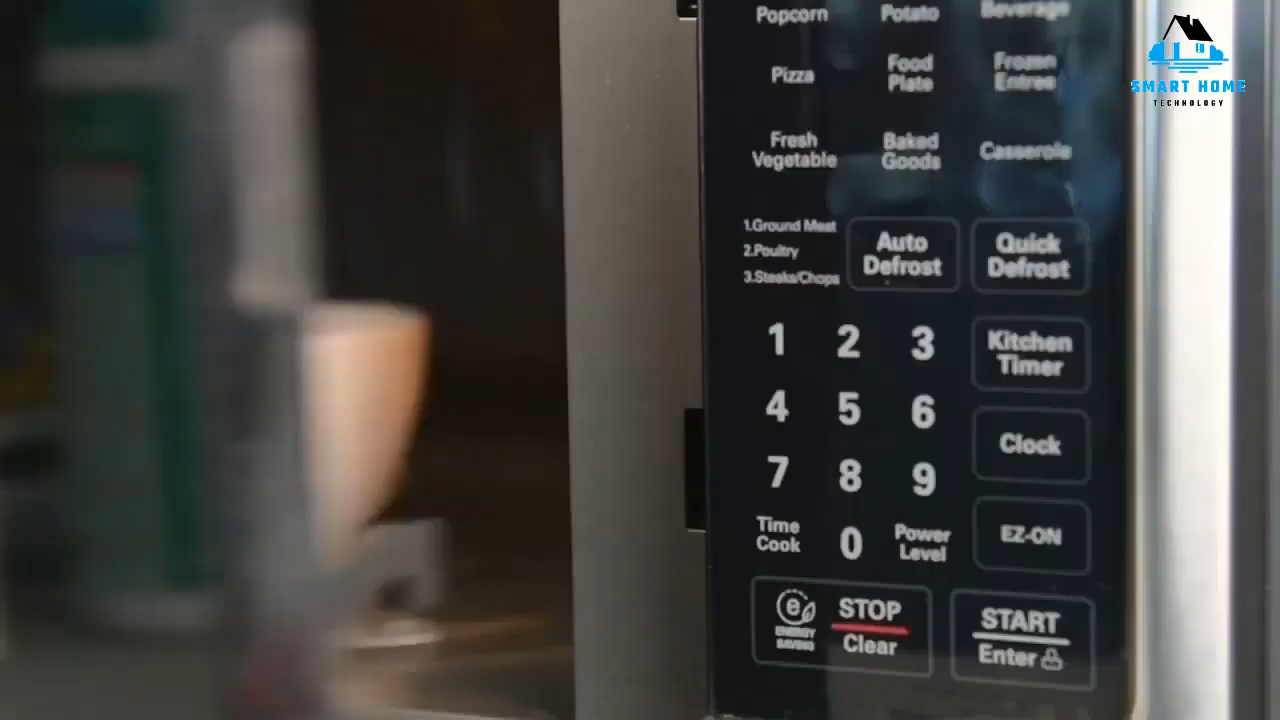 Popcorn Potato Beverage
Pizza
Food
Plate
Frozen
Entree
Fresh
Vegetable
Baked
Goods
Casserole
1.Ground Meat
2.Poultry
3.Steaks/Chops
Auto
Defrost
Quick
Defrost
1 2 3
Kitchen
Timer
4 5 6
Clock
7 8 9
Time
Cook
0
Power
Level
EZ-ON
e
ENERGY
SAVING
STOP
Clear
START
Enter
SMART HOME
TECHNOLOGY